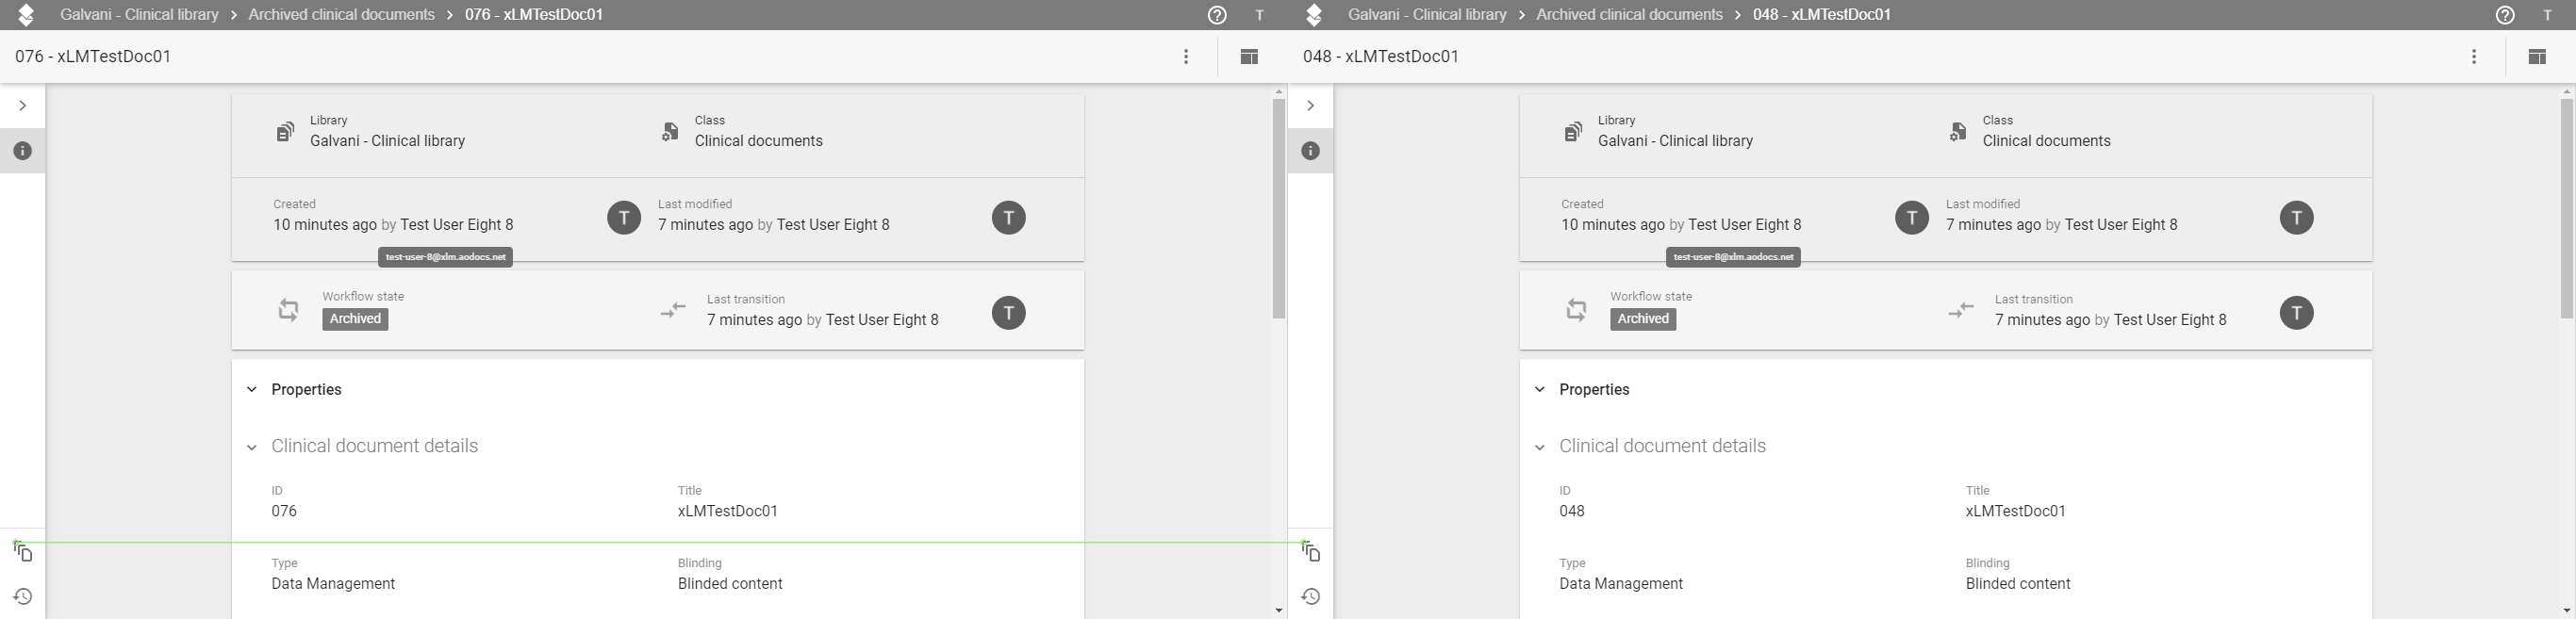 Galvani - Clinical library > Archived clinical documents > 076 - xLMTestDoc01
T
076 - xLMTestDoc01
Library
Galvani - Clinical library
Class
Clinical documents
Created
10 minutes ago by Test User Eight 8
T
Last modified
7 minutes ago by Test User Eight 8
T
test-user-8@xlm.aodocs.net
Workflow state
Archived
Last transition
7 minutes ago by Test User Eight 8
T
Properties
Clinical document details
ID
076
Title
xLMTestDoc01
Type
Data Management
Blinding
Blinded content
Galvani - Clinical library > Archived clinical documents > 048 - xLMTestDoc01
T
048 - xLMTestDoc01
Library
Galvani - Clinical library
Class
Clinical documents
Created
10 minutes ago by Test User Eight 8
T
Last modified
7 minutes ago by Test User Eight 8
T
test-user-8@xlm.aodocs.net
Workflow state
Archived
Last transition
7 minutes ago by Test User Eight 8
T
Properties
Clinical document details
ID
048
Title
xLMTestDoc01
Type
Data Management
Blinding
Blinded content